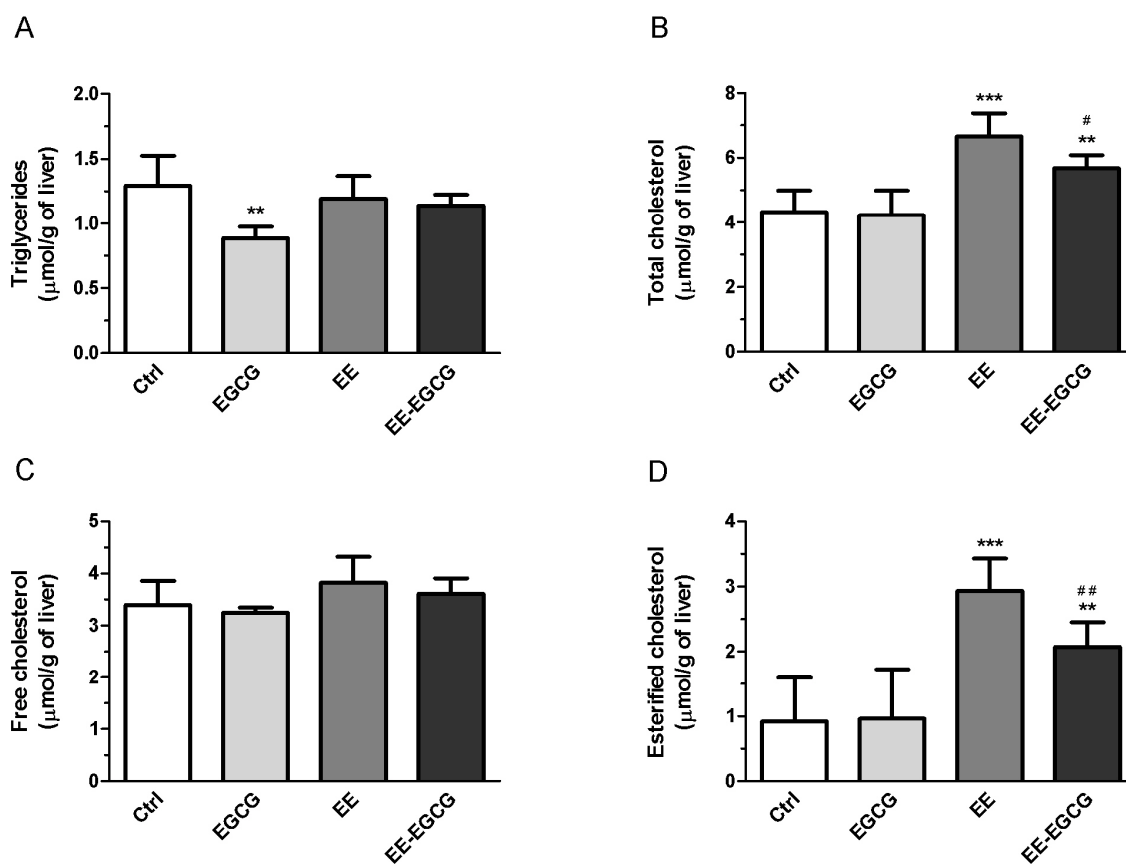 A
Triglycerides
(μmol/g of liver)
2.0
1.5
1.0
0.5
0.0
**
Ctrl
EGCG
EE
EE-EGCG
B
Total cholesterol
(μmol/g of liver)
8
6
4
2
0
***
#
**
Ctrl
EGCG
EE
EE-EGCG
C
Free cholesterol
(μmol/g of liver)
5
4
3
2
1
0
Ctrl
EGCG
EE
EE-EGCG
D
Esterified cholesterol
(μmol/g of liver)
4
3
2
1
0
***
##
**
Ctrl
EGCG
EE
EE-EGCG